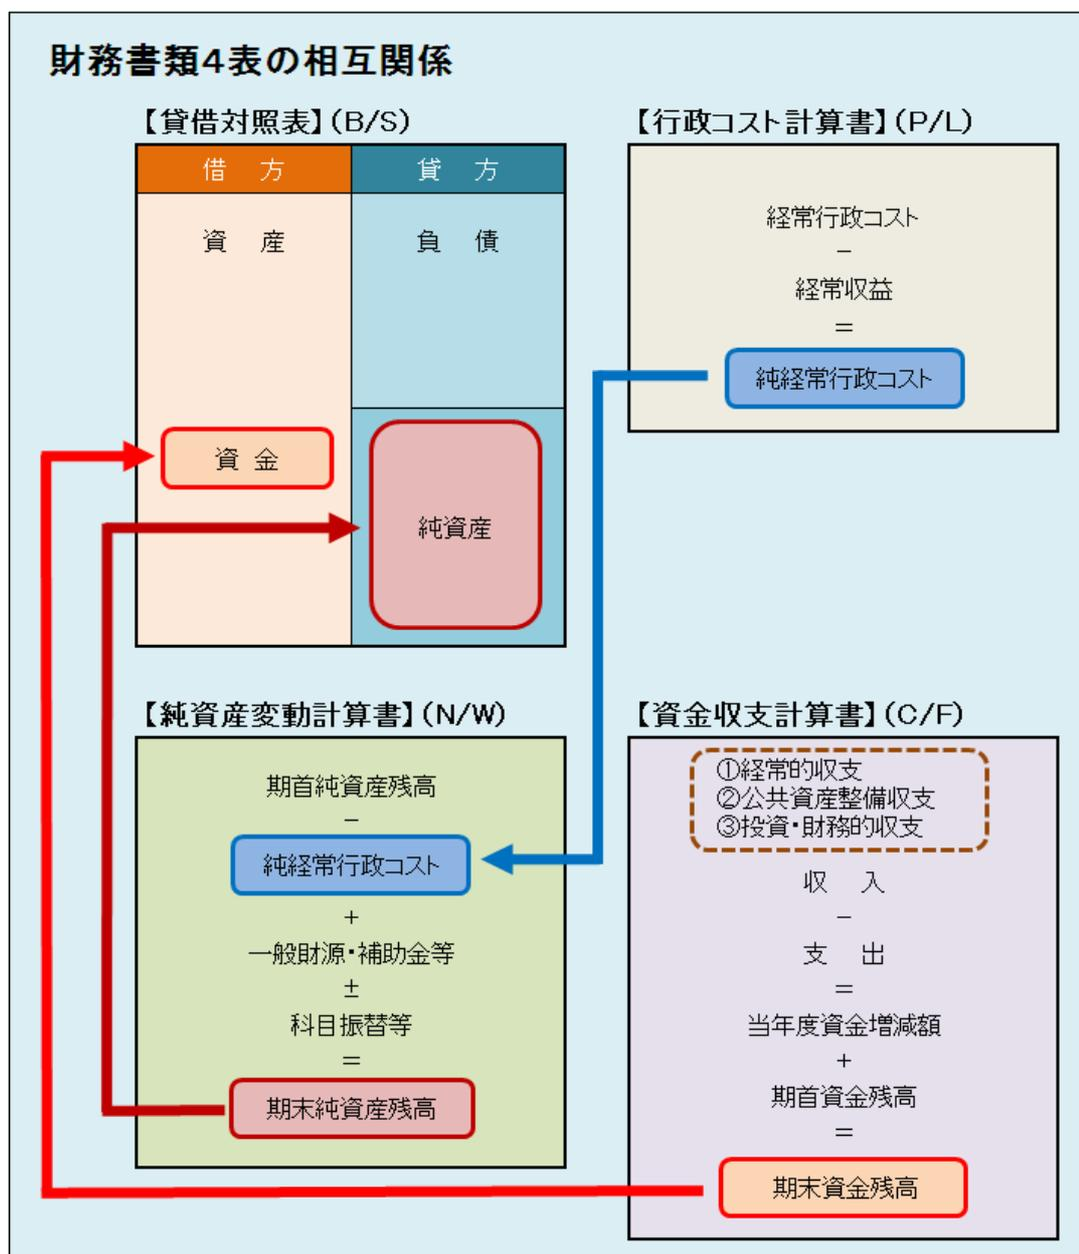 財務書類4表の相互関係
【貸借対照表】(B/S)
借 方
貸 方
資 産
負 債
資 金
純資産
【行政コスト計算書】(P/L)
経常行政コスト
－
経常収益
＝
純経常行政コスト
【純資産変動計算書】(N/W)
期首純資産残高
－
純経常行政コスト
＋
一般財源・補助金等
±
科目振替等
＝
期末純資産残高
【資金収支計算書】(C/F)
①経常的収支
②公共資産整備収支
③投資・財務的収支
収 入
－
支 出
＝
当年度資金増減額
＋
期首資金残高
＝
期末資金残高